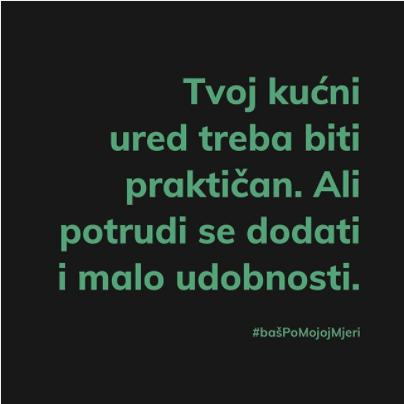 Tvoj kućni
ured treba biti
praktičan. Ali
potrudi se dodati
i malo udobnosti.
#bašPoMojojMjeri